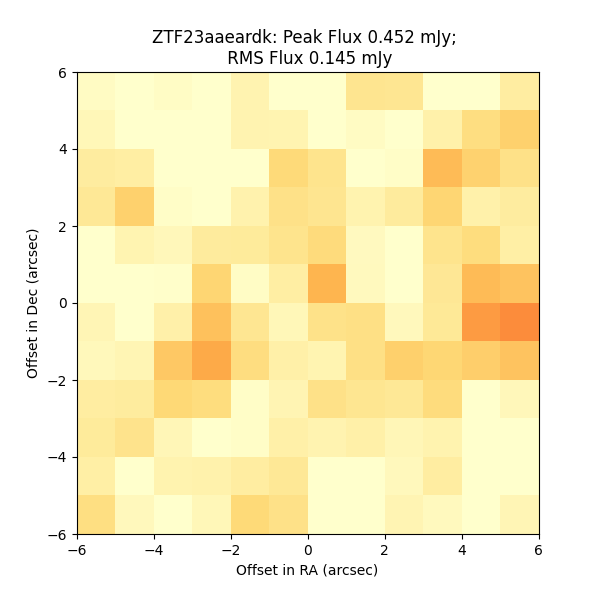 ZTF23aaeardk: Peak Flux 0.452 mJy;
RMS Flux 0.145 mJy
6
4
2
0
−2
−4
−6
Offset in Dec (arcsec)
−6 −4 −2 0 2 4 6
Offset in RA (arcsec)